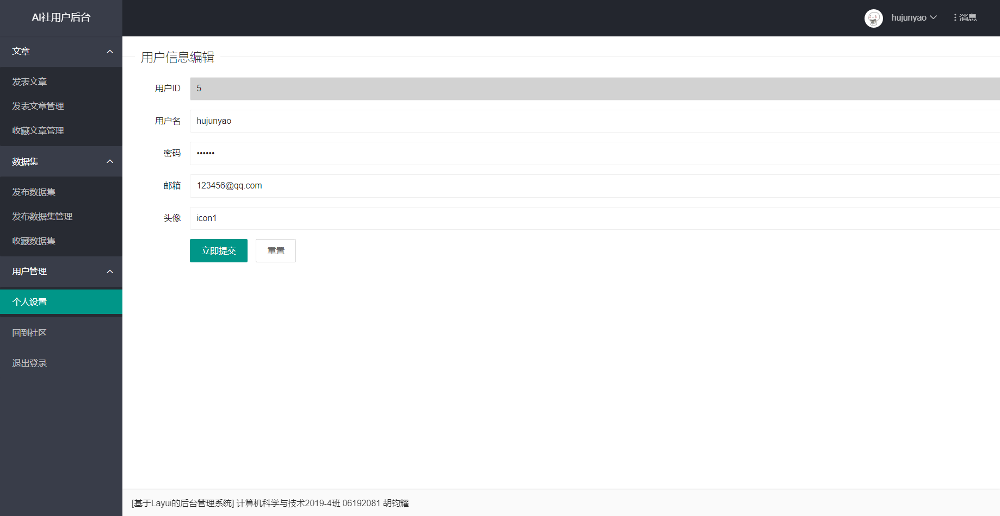 AI社用户后台
hujunyao
消息
文章
发表文章
发表文章管理
收藏文章管理
数据集
发布数据集
发布数据集管理
收藏数据集
用户管理
个人设置
回到社区
退出登录
用户信息编辑
用户ID 5
用户名 hujunyao
密码 ••••••
邮箱 123456@qq.com
头像 icon1
立即提交 重置
[基于Layui的后台管理系统] 计算机科学与技术2019-4班 06192081 胡钧耀